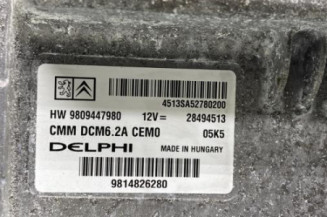 4513SA52780200
HW 9809447980 12V= 28494513
CMM DCM6.2A CEM0 05K5
DELPHI MADE IN HUNGARY
9814826280